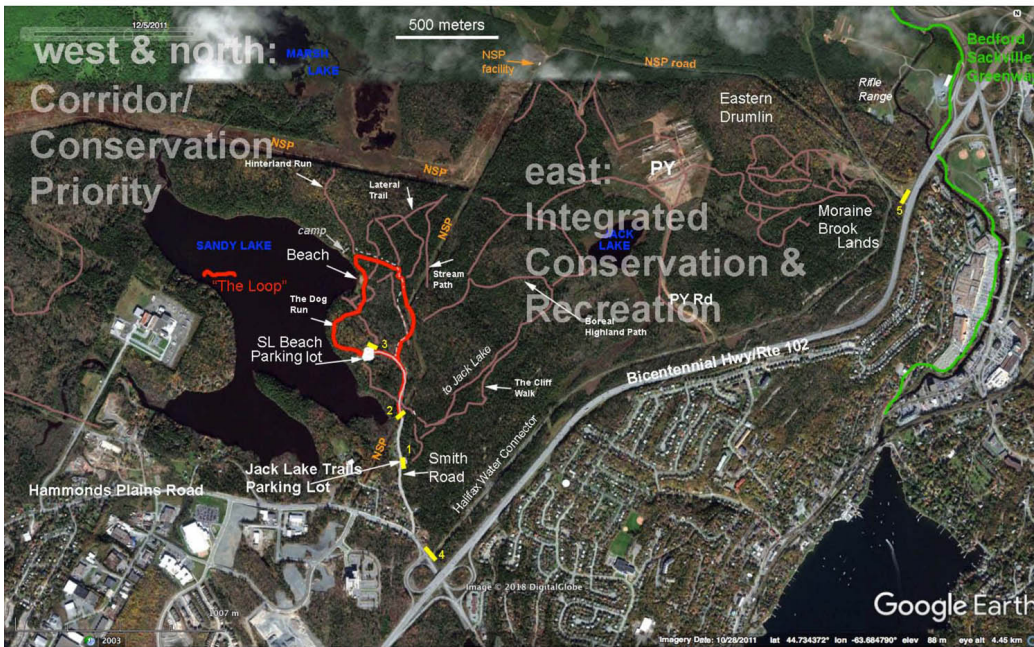 12/5/2011
500 meters
west & north:
Corridor/
Conservation
Priority
MARSH
LAKE
NSP
facility
NSP road
Bedford
Sackville
Greenway
Rifle
Range
Eastern
Drumlin
NSP
NSP
Hinterland Run
Lateral
Trail
PY
east:
Integrated
Conservation &
Recreation
NSP
5
Moraine
Brook
Lands
camp
Beach
SANDY LAKE
JACK
LAKE
"The Loop"
Stream
Path
The Dog
Run
PY Rd
Boreal
Highland Path
SL Beach
Parking lot
3
to Jack Lake
Bicentennial Hwy/Rte 102
The Cliff
Walk
2
NSP
1
Smith
Road
Jack Lake Trails
Parking Lot
Halifax Water Connector
Hammonds Plains Road
4
Image © 2018 DigitalGlobe
Google Earth
1007 m
2003
Imagery Date: 10/28/2011 lat 44.734372° lon -63.684790° elev 88 m eye alt 4.45 km
N